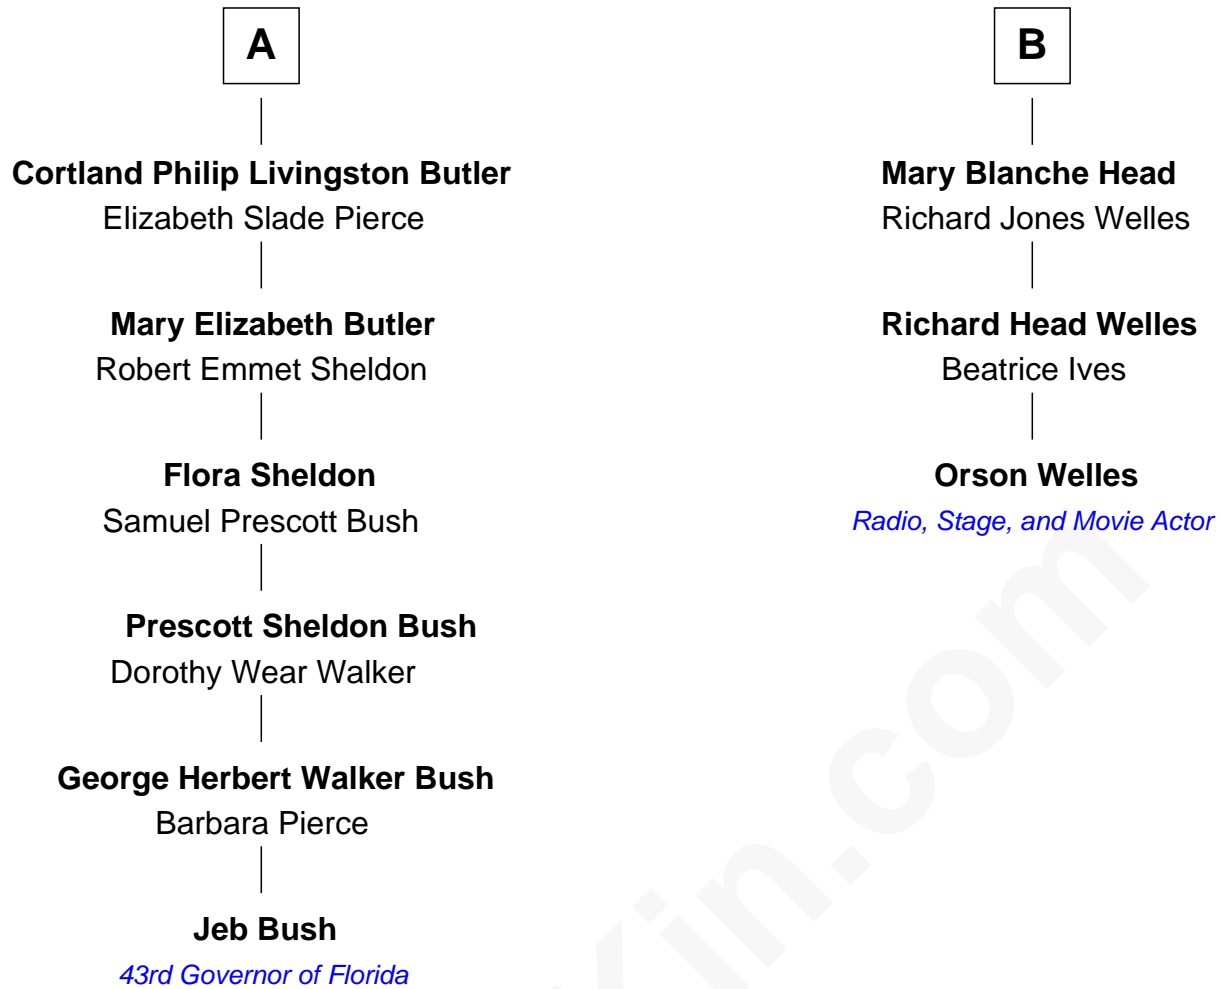 A
Cortland Philip Livingston Butler
Elizabeth Slade Pierce
Mary Elizabeth Butler
Robert Emmet Sheldon
Flora Sheldon
Samuel Prescott Bush
Prescott Sheldon Bush
Dorothy Wear Walker
George Herbert Walker Bush
Barbara Pierce
Jeb Bush
43rd Governor of Florida
B
Mary Blanche Head
Richard Jones Welles
Richard Head Welles
Beatrice Ives
Orson Welles
Radio, Stage, and Movie Actor
Kin.com